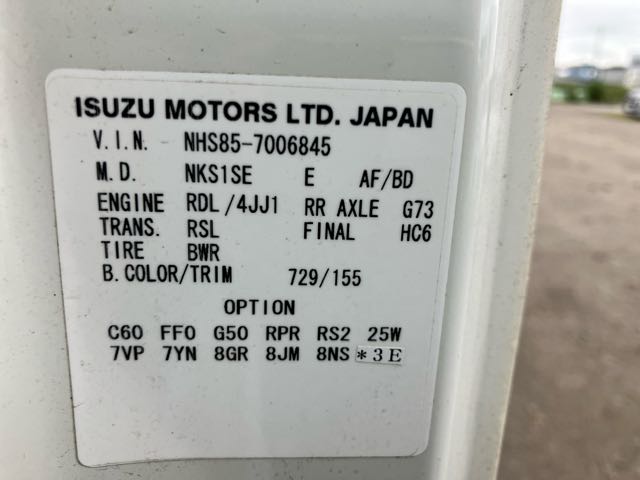 ISUZU MOTORS LTD. JAPAN
V.I.N. NHS85-7006845
M.D. NKS1SE E AF/BD
ENGINE RDL/4JJ1 RR AXLE G73
TRANS. RSL FINAL HC6
TIRE BWR
B.COLOR/TRIM 729/155
OPTION
C60 FF0 G50 RPR RS2 25W
7VP 7YN 8GR 8JM 8NS *3E